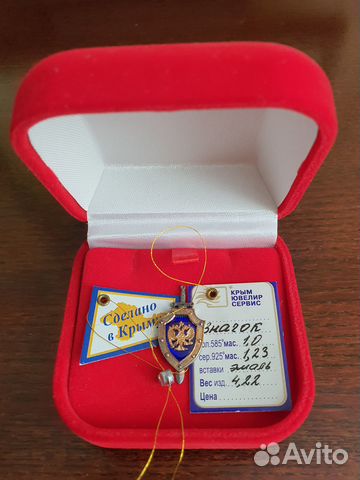 Сделано
в Крыму
КРЫМ
ЮВЕЛИР
СЕРВИС
ЗНАЧОК
585° мас. 1,0
сер. 925° мас. 1,23
вставки эмаль
Вес изд. 4,22
Цена
Avito